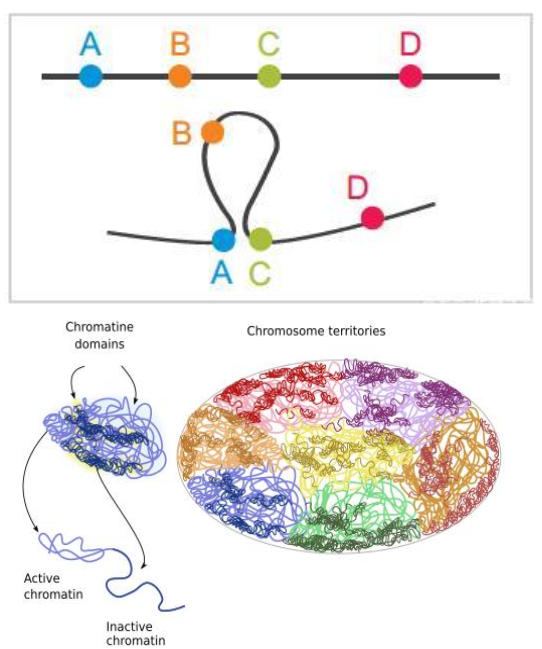 A B C D
B
D
A C
Chromatine
domains
Chromosome territories
Active
chromatin
Inactive
chromatin